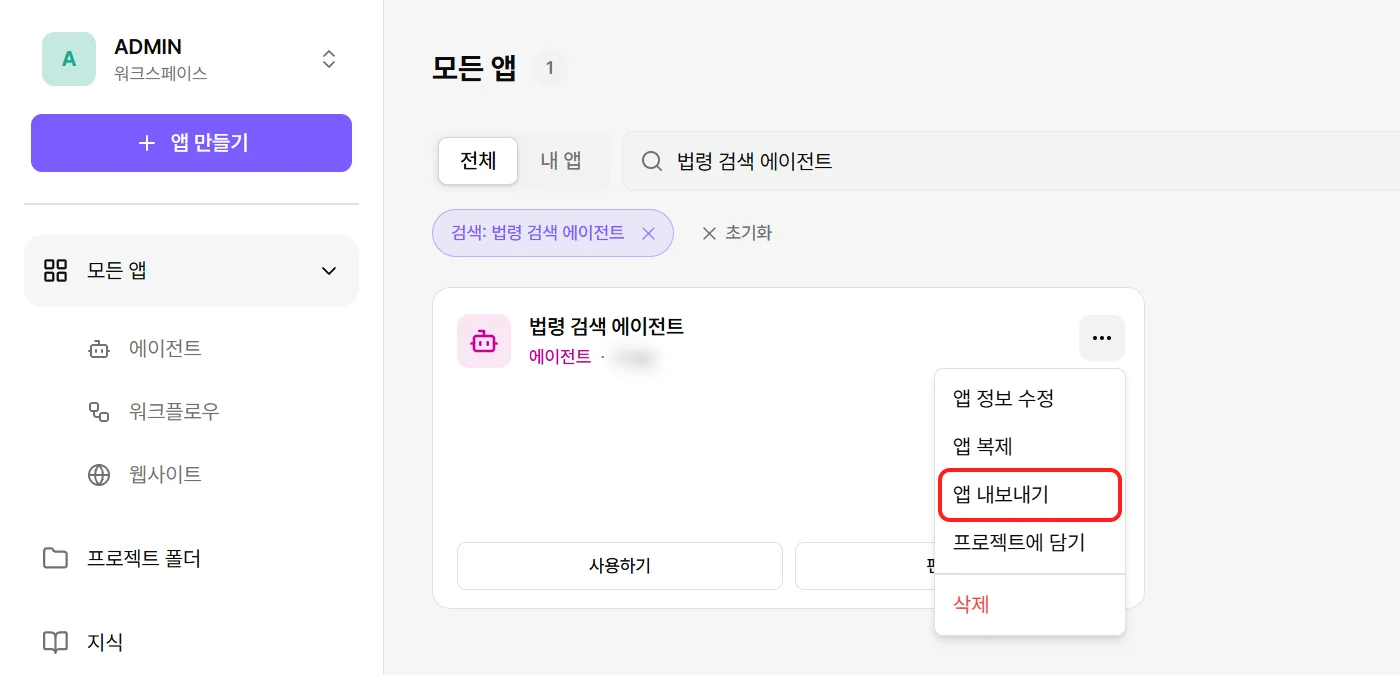 A
ADMIN
워크스페이스
앱 만들기
모든 앱
에이전트
워크플로우
웹사이트
프로젝트 폴더
지식
모든 앱 1
전체
내 앱
법령 검색 에이전트
검색: 법령 검색 에이전트
초기화
법령 검색 에이전트
에이전트 ·
앱 정보 수정
앱 복제
앱 내보내기
프로젝트에 담기
삭제
사용하기